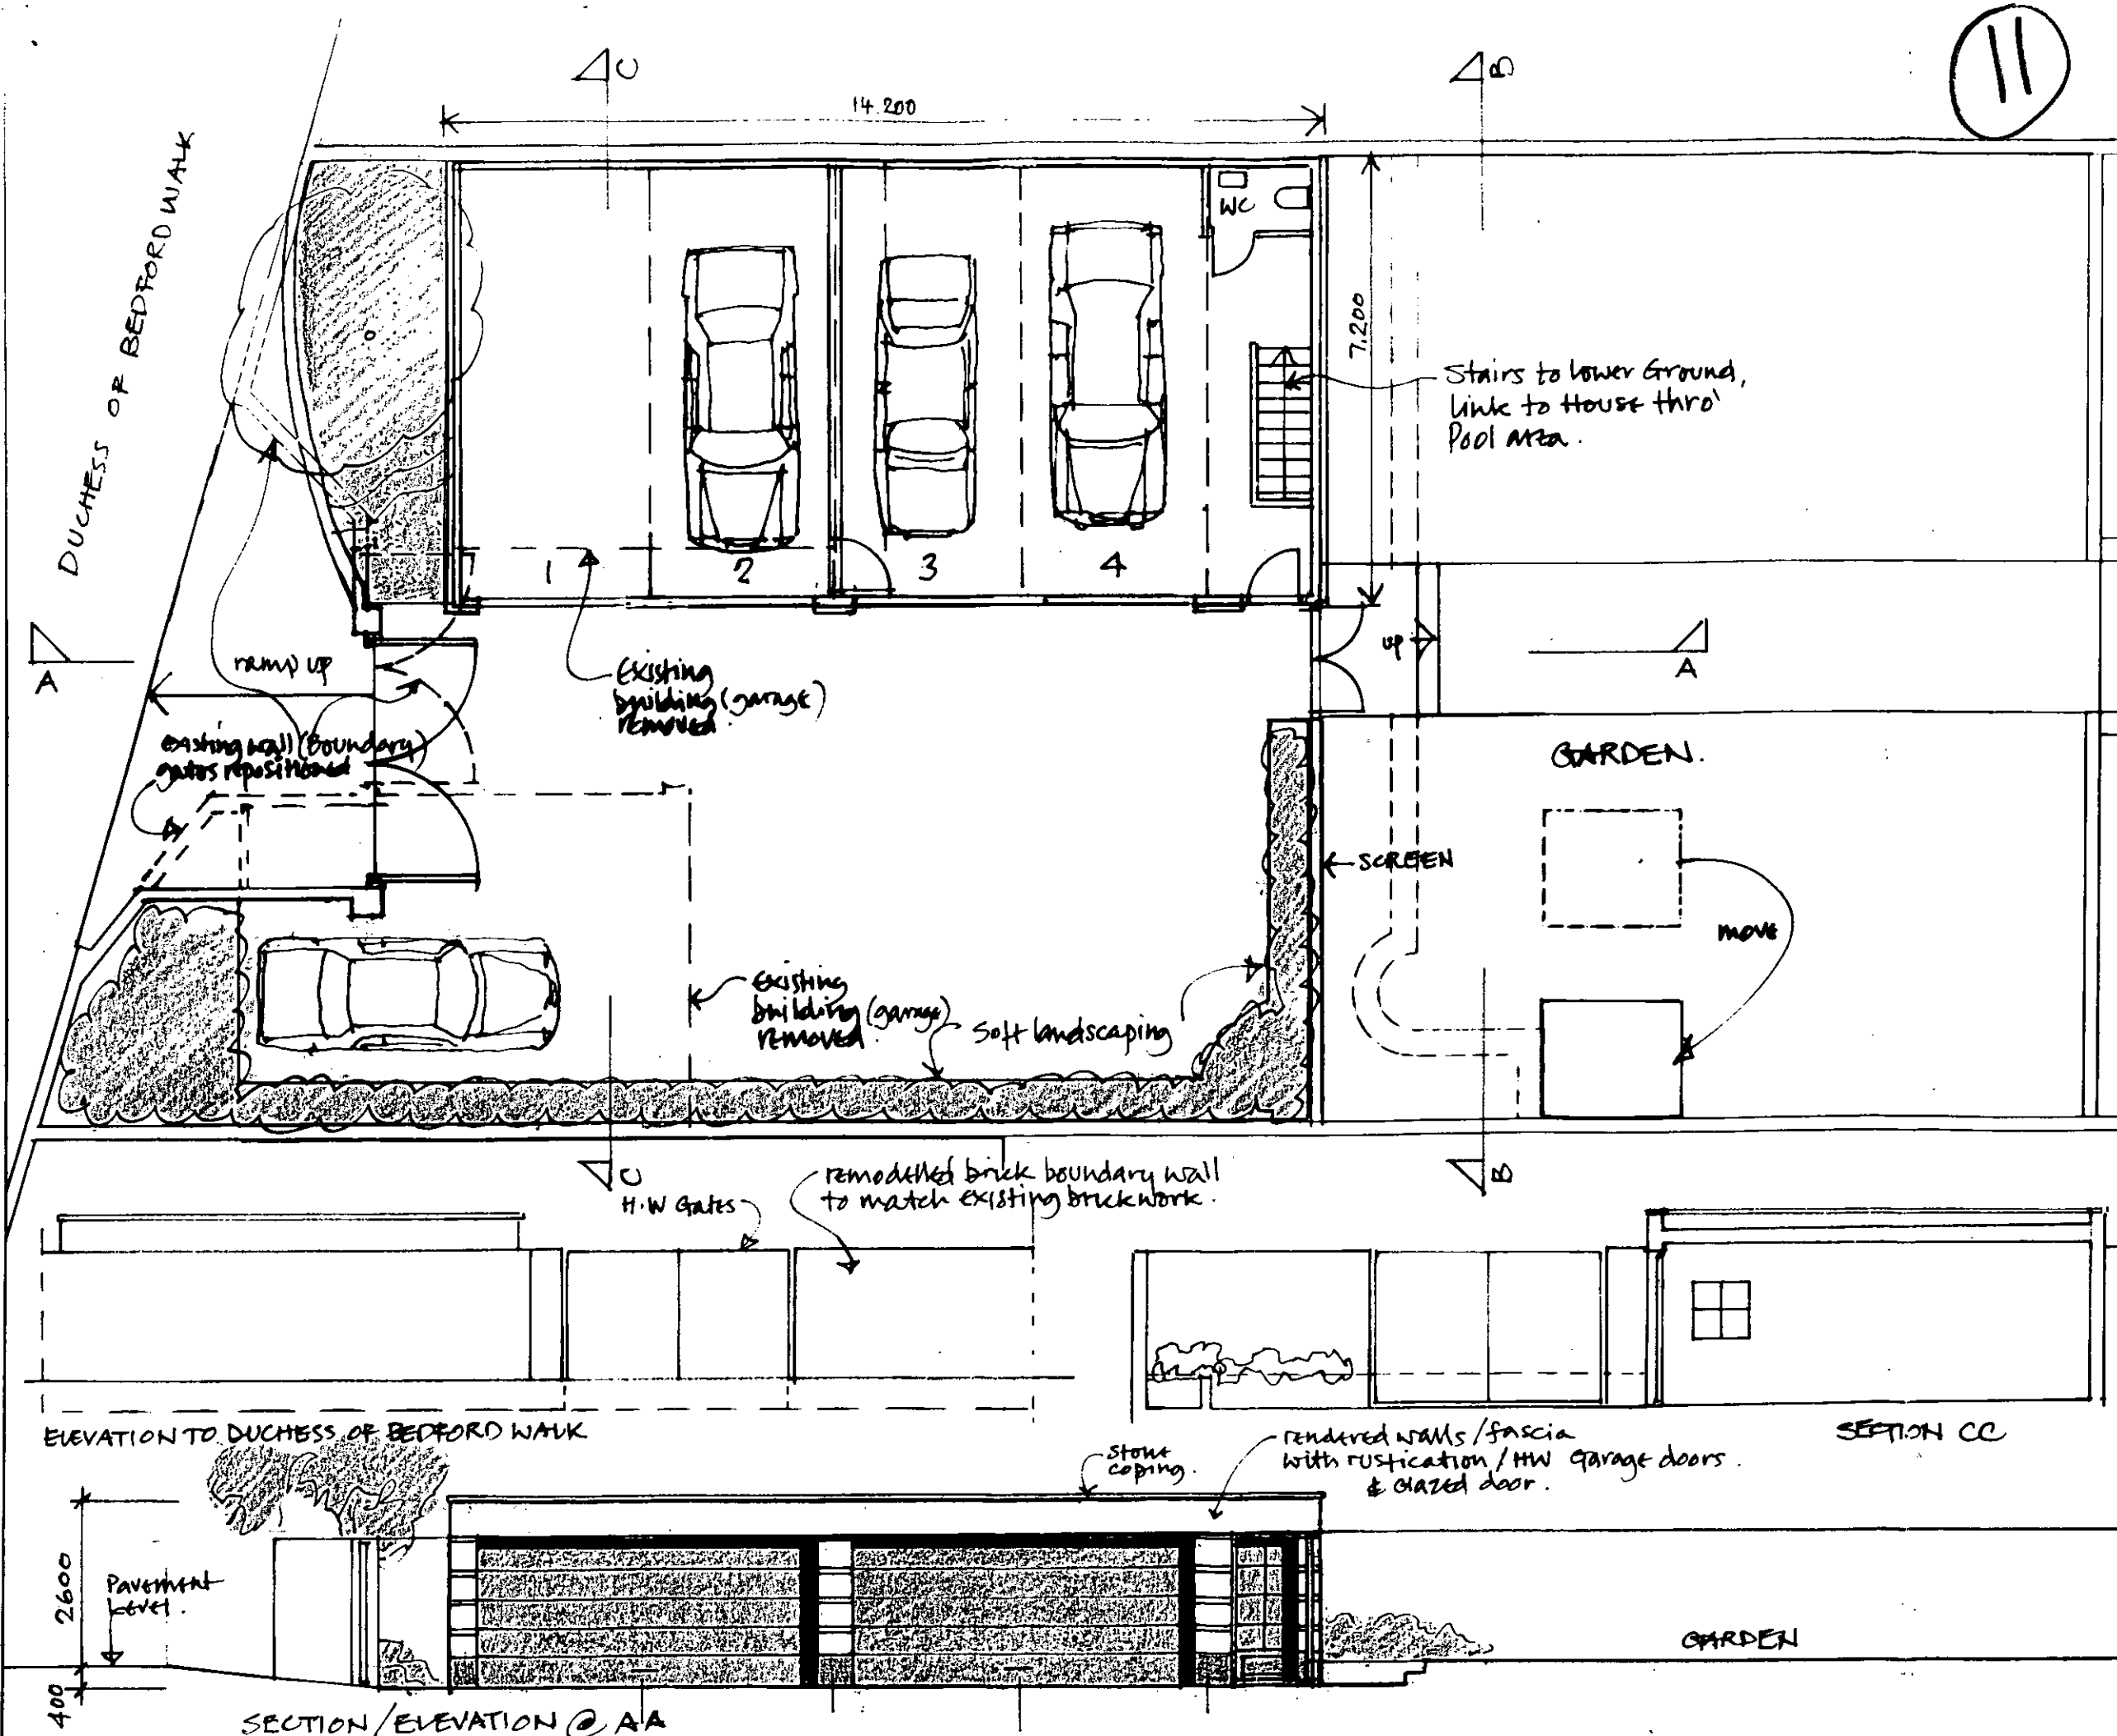 11
C
B
14.200
DUCHESS OF BEDFORD WALK
WC
7.200
Stairs to lower Ground,
link to House thro'
Pool area.
1
2
3
4
A
ramp up
Existing
building (garage)
removed.
up
A
existing wall (Boundary)
gates repositioned
GARDEN.
SCREEN
move
Existing
building (garage)
removed.
Soft landscaping
C
B
H.W Gates
remodelled brick boundary wall
to match existing brickwork.
ELEVATION TO DUCHESS OF BEDFORD WALK
SECTION CC
stone
coping.
rendered walls/fascia
with rustication / HW Garage doors.
& Glazed door.
2600
Pavement
Level.
400
GARDEN
SECTION/ELEVATION @ AA